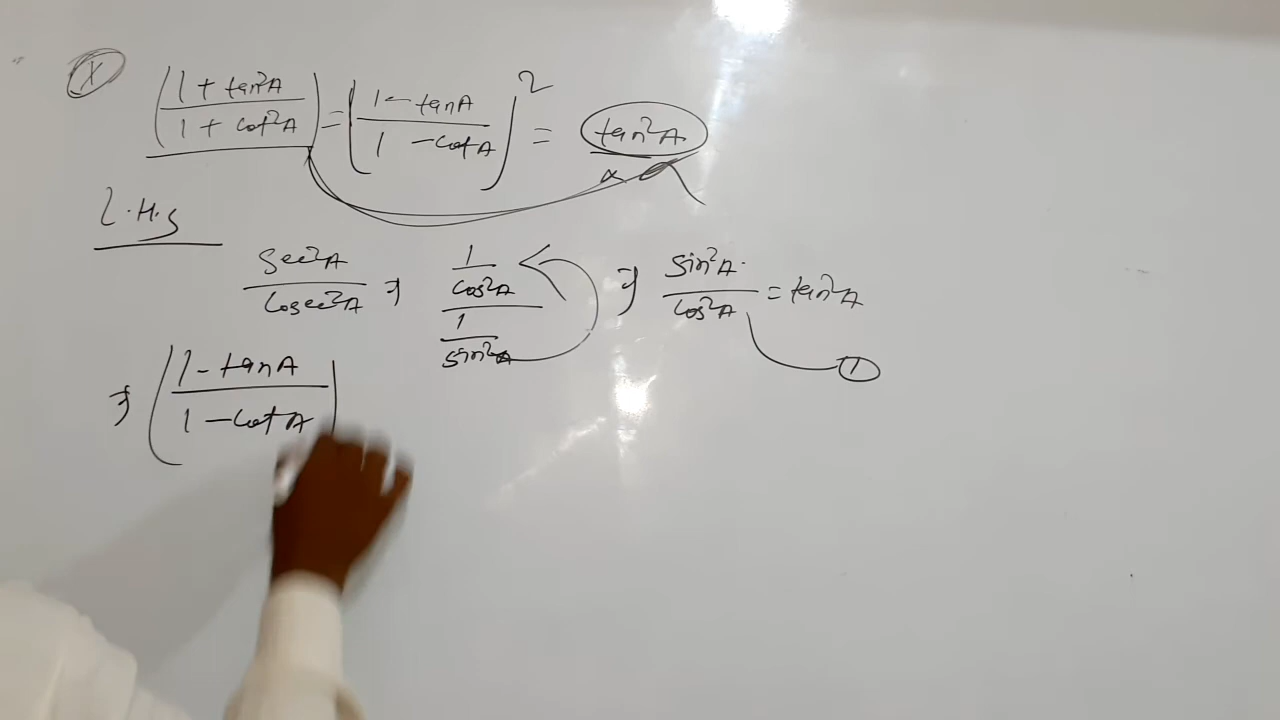 (x) (1 + tan²A / 1 + cot²A) = (1 - tanA / 1 - cotA)² = tan²A
L.H.S
sec²A / cosec²A ⇒ 1/cos²A / 1/sin²A ⇒ sin²A / cos²A = tan²A
①
⇒ (1 - tanA / 1 - cotA)